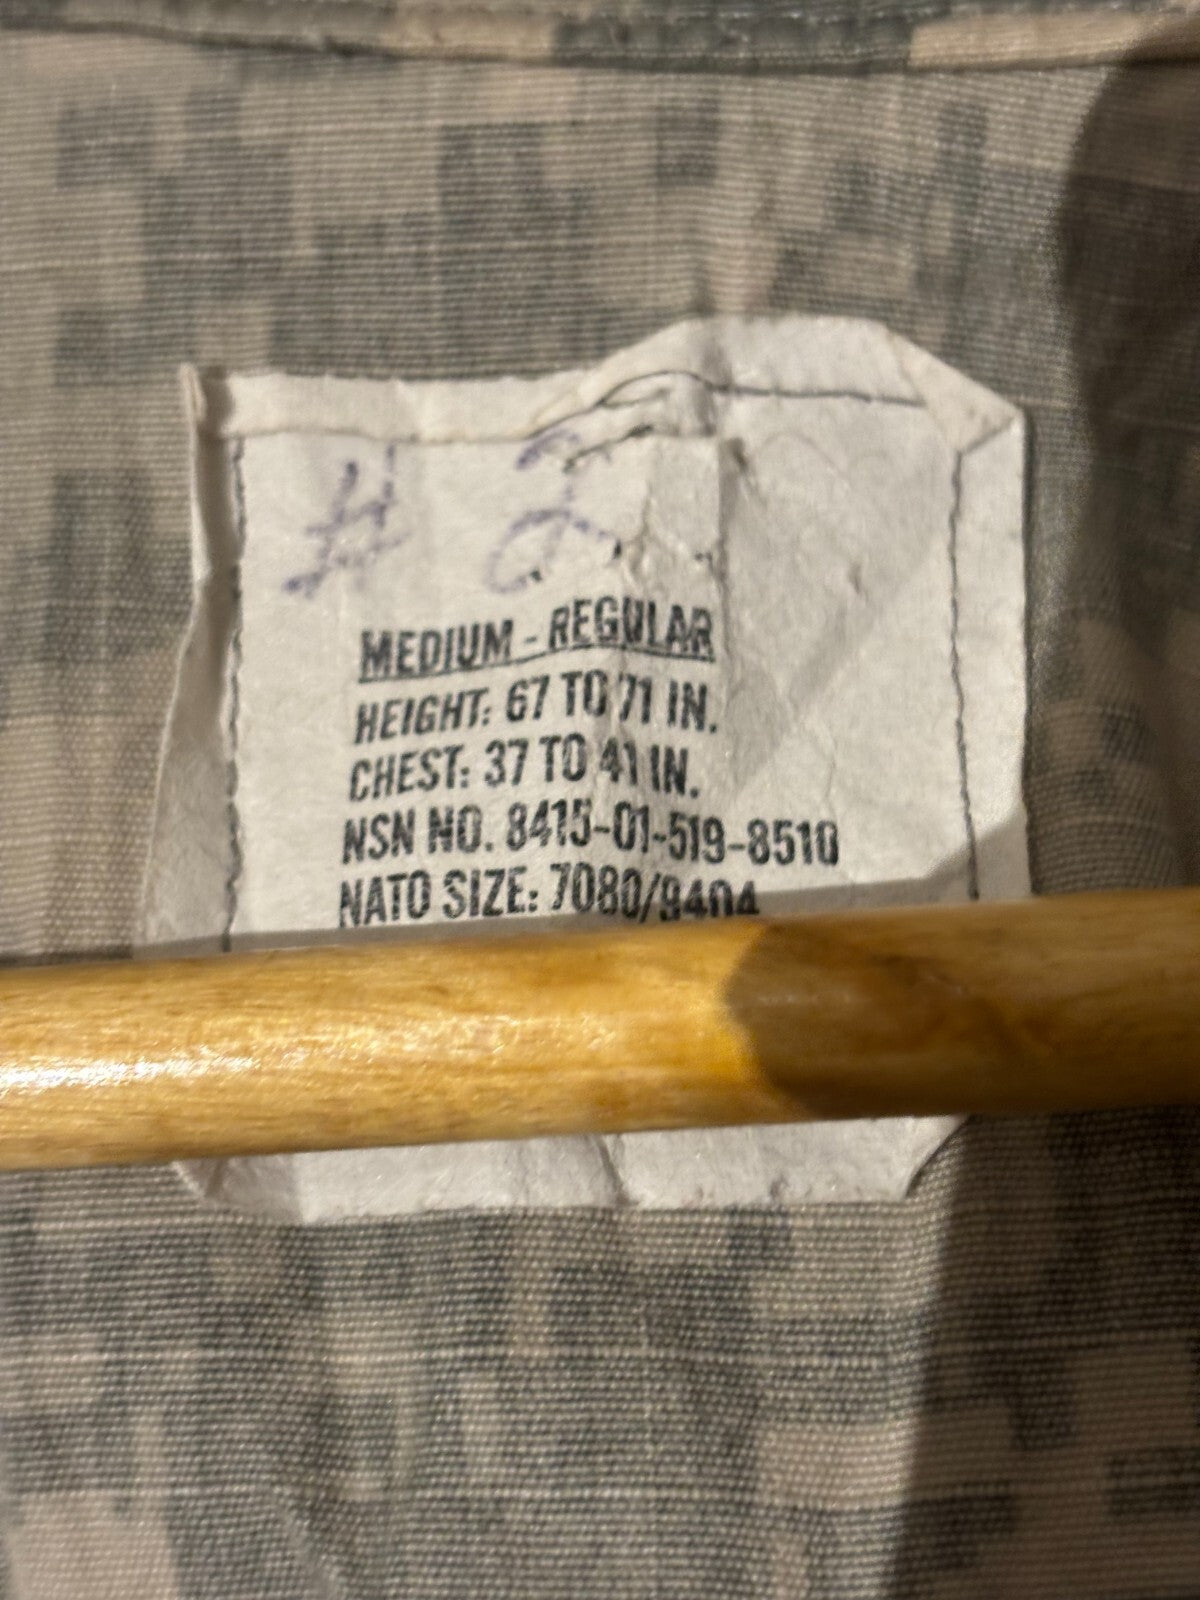 # 2
MEDIUM - REGULAR
HEIGHT: 67 TO 71 IN.
CHEST: 37 TO 41 IN.
NSN NO. 8415-01-519-8510
NATO SIZE: 7080/9404